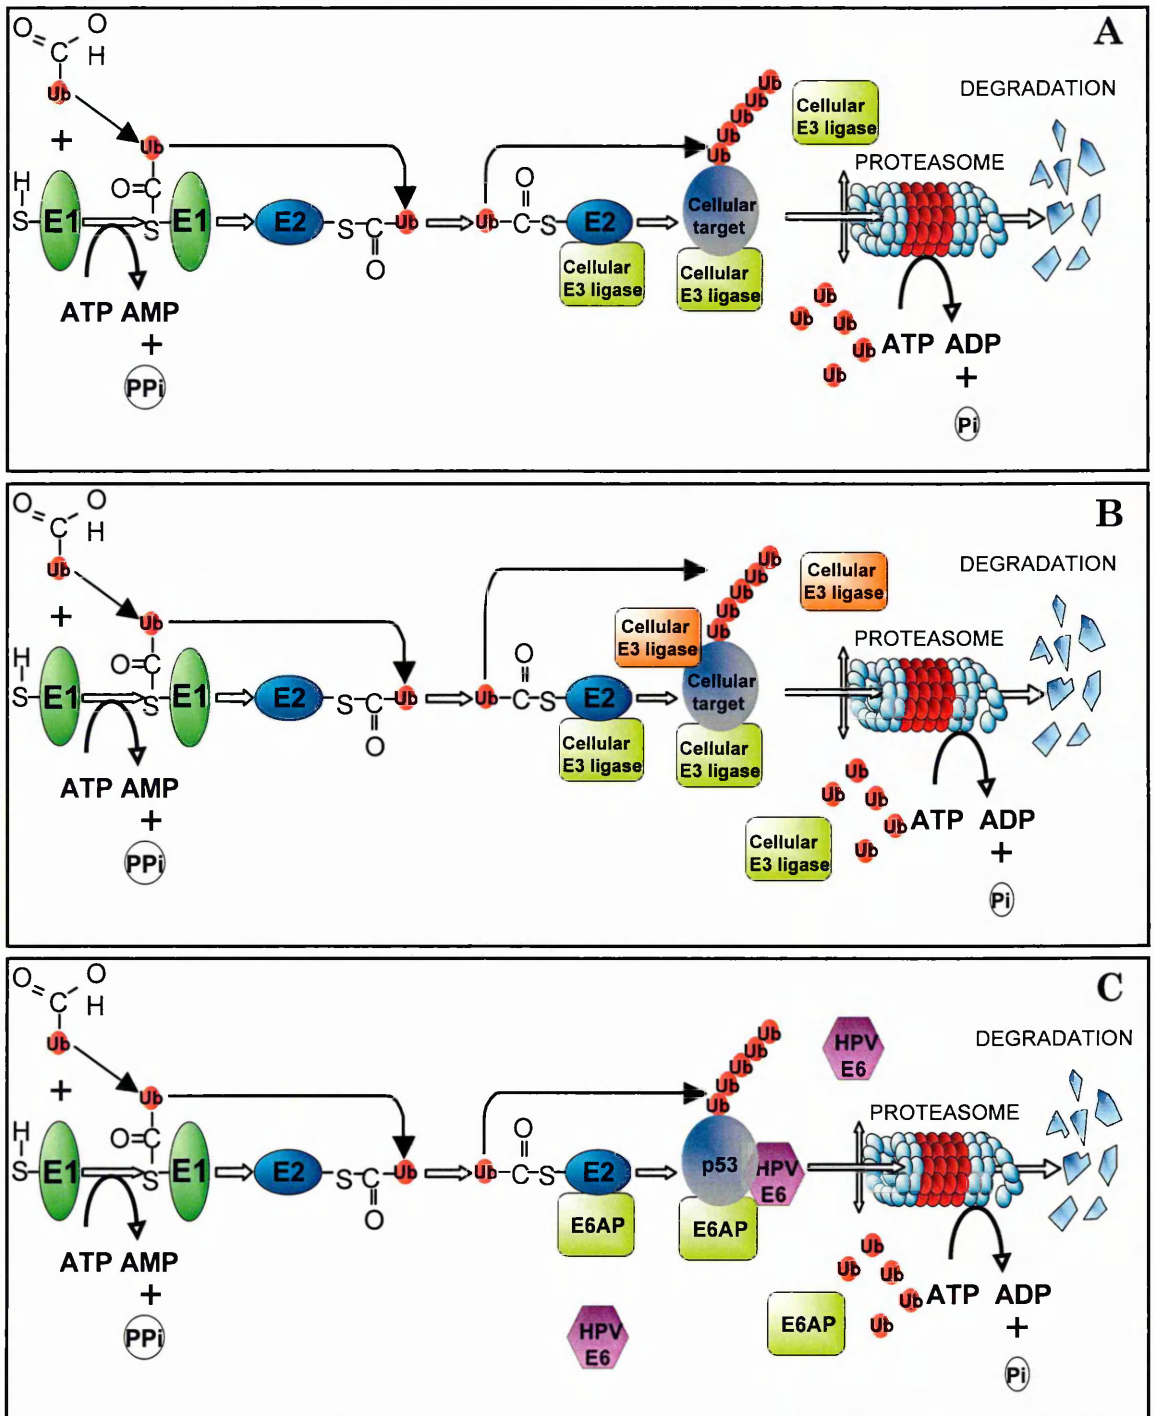 A
O
O
C
H
Ub
+
Ub
DEGRADATION
Ub
Ub
Ub
Ub
Ub
Cellular
E3 ligase
PROTEASOME
H
S
E1
O
C
S
E1
E2
S
C
O
Ub
Ub
C
O
S
E2
Cellular
E3 ligase
Cellular
target
Cellular
E3 ligase
ATP AMP
+
PPi
Ub
Ub
Ub
Ub
Ub
ATP ADP
+
Pi
B
O
O
C
H
Ub
+
Ub
DEGRADATION
Ub
Ub
Ub
Ub
Ub
Cellular
E3 ligase
Cellular
E3 ligase
PROTEASOME
H
S
E1
O
C
S
E1
E2
S
C
O
Ub
Ub
C
O
S
E2
Cellular
E3 ligase
Cellular
target
Cellular
E3 ligase
ATP AMP
+
PPi
Ub
Ub
Ub
Ub
Ub
Cellular
E3 ligase
ATP ADP
+
Pi
C
O
O
C
H
Ub
+
Ub
DEGRADATION
Ub
Ub
Ub
Ub
Ub
HPV
E6
PROTEASOME
H
S
E1
O
C
S
E1
E2
S
C
O
Ub
Ub
C
O
S
E2
E6AP
p53
HPV
E6
E6AP
ATP AMP
+
PPi
HPV
E6
Ub
Ub
Ub
Ub
Ub
E6AP
ATP ADP
+
Pi